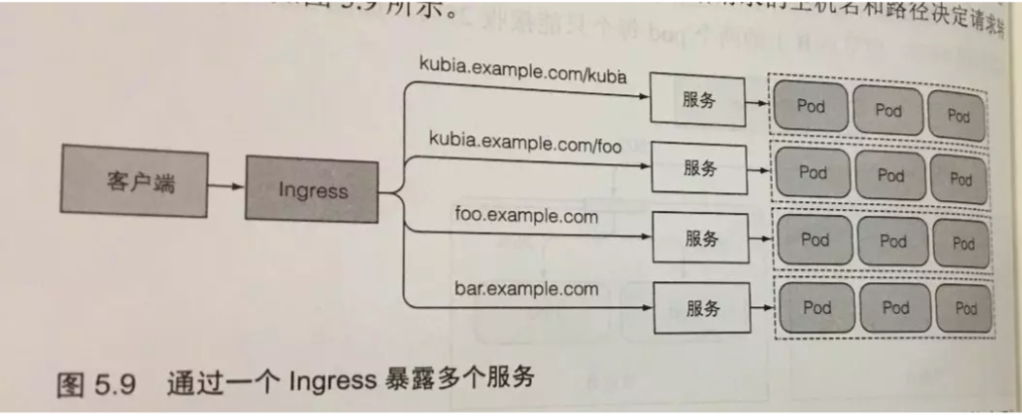 图 5.9 所示。
的主机名和路径决定请求
kubia.example.com/kubia
服务
Pod
Pod
Pod
kubia.example.com/foo
服务
Pod
Pod
Pod
客户端
Ingress
foo.example.com
服务
Pod
Pod
Pod
bar.example.com
服务
Pod
Pod
Pod
图 5.9 通过一个 Ingress 暴露多个服务